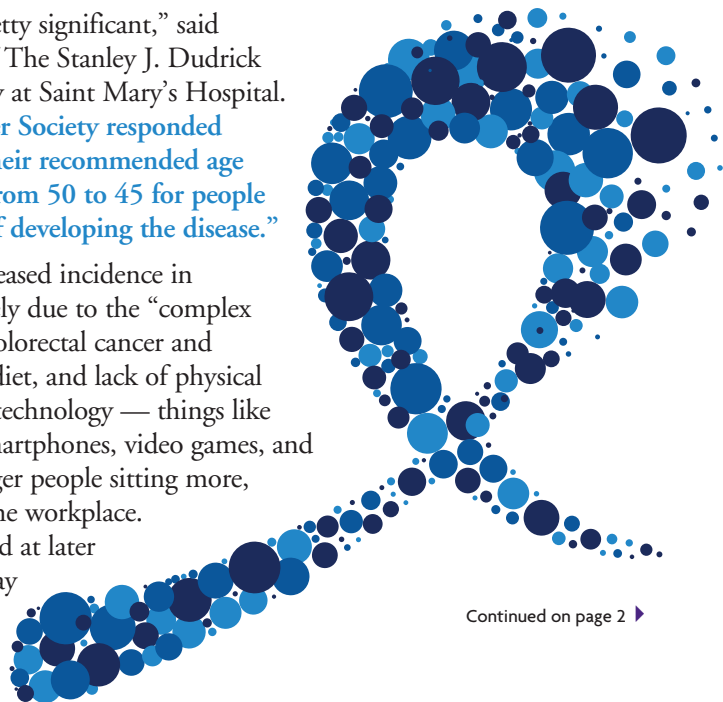 etty significant,” said
The Stanley J. Dudrick
at Saint Mary’s Hospital.
er Society responded
heir recommended age
rom 50 to 45 for people
f developing the disease.”
eased incidence in
ely due to the “complex
olorectal cancer and
diet, and lack of physical
technology — things like
martphones, video games, and
ger people sitting more,
he workplace.
d at later
ay
Continued on page 2